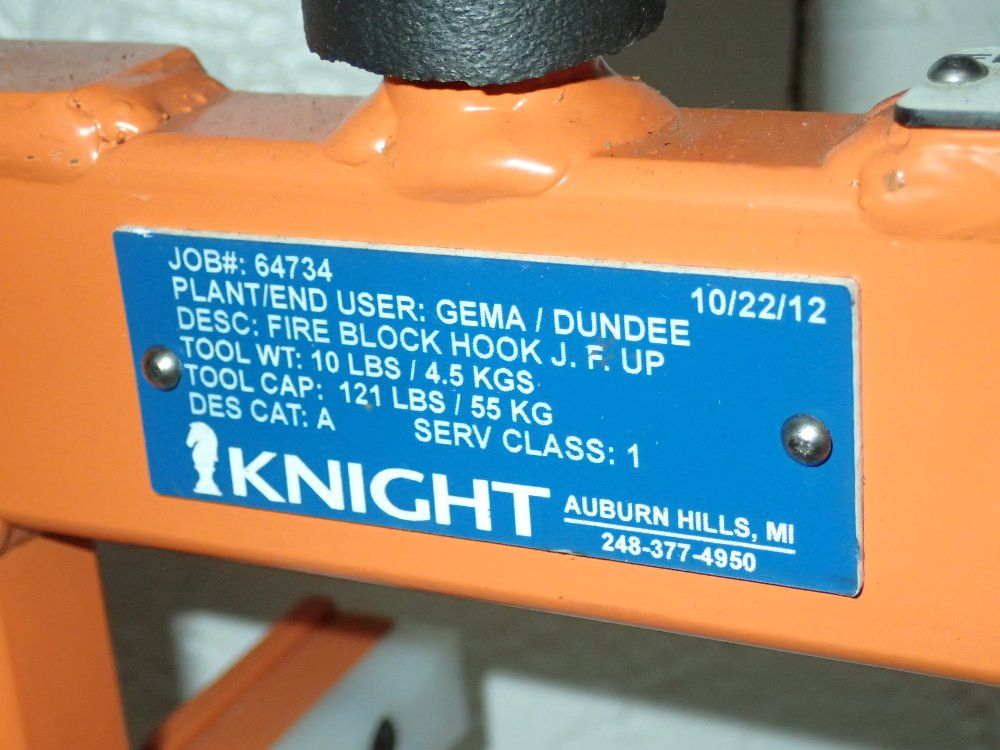 JOB#: 64734
10/22/12
PLANT/END USER: GEMA / DUNDEE
DESC: FIRE BLOCK HOOK J. F. UP
TOOL WT: 10 LBS / 4.5 KGS
TOOL CAP: 121 LBS / 55 KG
DES CAT: A SERV CLASS: 1
KNIGHT
AUBURN HILLS, MI
248-377-4950